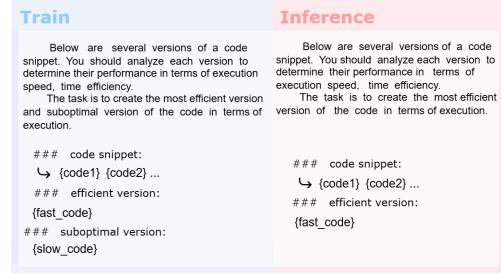 Train
Below are several versions of a code
snippet. You should analyze each version to
determine their performance in terms of execution
speed, time efficiency.
The task is to create the most efficient version
and suboptimal version of the code in terms of
execution.
### code snippet:
{code1} {code2} ...
### efficient version:
{fast_code}
### suboptimal version:
{slow_code}
Inference
Below are several versions of a code
snippet. You should analyze each version to
determine their performance in terms of
execution speed, time efficiency.
The task is to create the most efficient
version of the code in terms of execution.
### code snippet:
{code1} {code2} ...
### efficient version:
{fast_code}